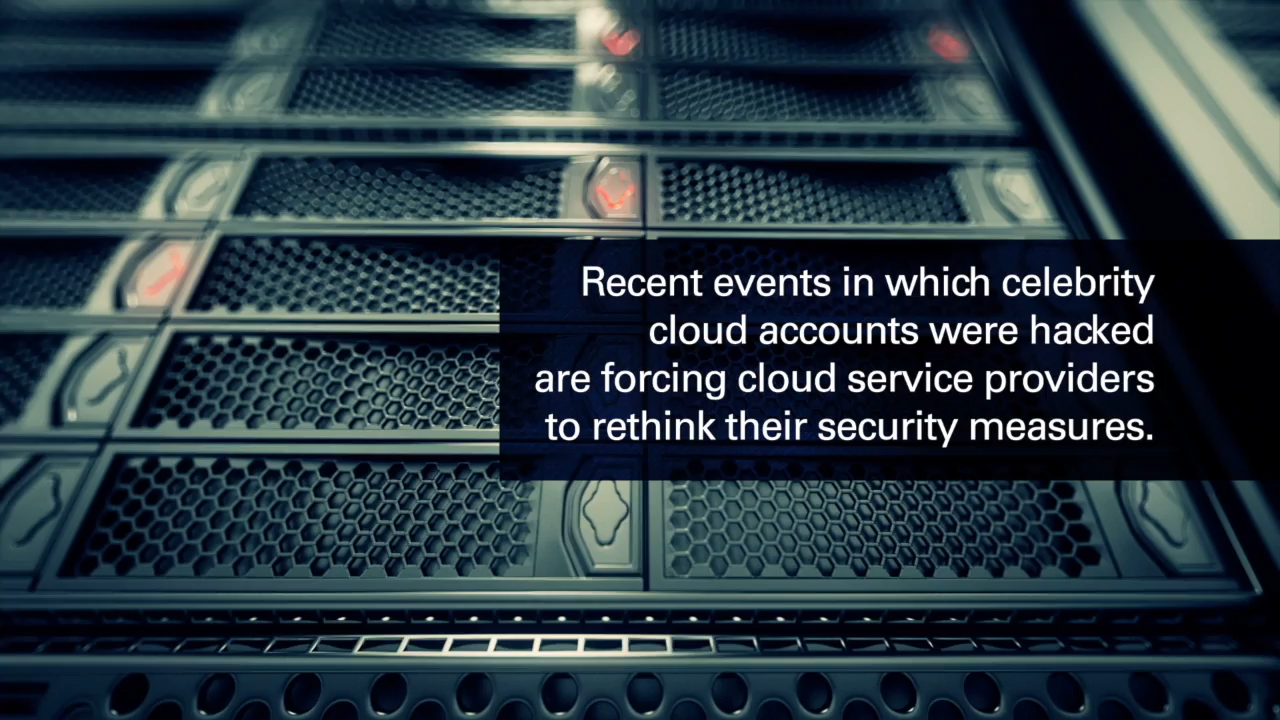 Recent events in which celebrity
cloud accounts were hacked
are forcing cloud service providers
to rethink their security measures.